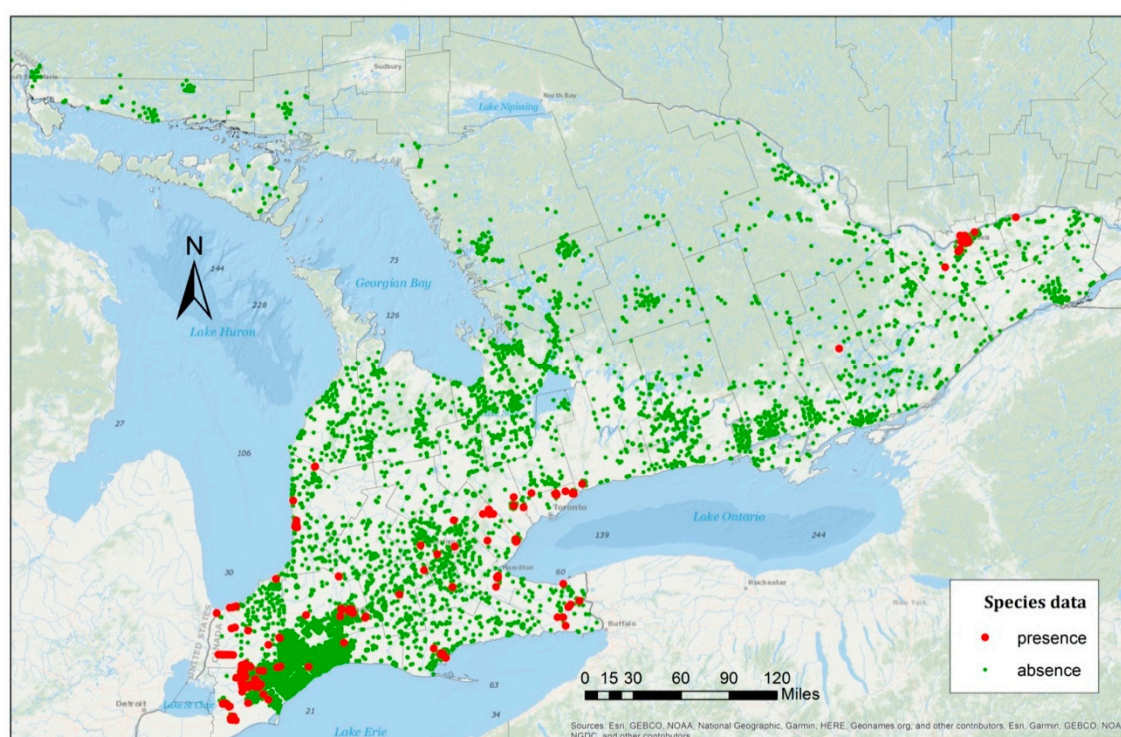 Sudbury
North Bay
Lake Nipissing
N
Georgian Bay
73
126
144
228
Lake Huron
27
106
Toronto
Lake Ontario
139
244
30
Hamilton
60
Rochester
Buffalo
UNITED STATES
CANADA
Detroit
Lake St Clair
21
Lake Erie
63
34
0 15 30 60 90 120
Miles
Species data
presence
absence
Sources: Esri, GEBCO, NOAA, National Geographic, Garmin, HERE, Geonames.org, and other contributors, Esri, Garmin, GEBCO, NOA
NGDC, and other contributors